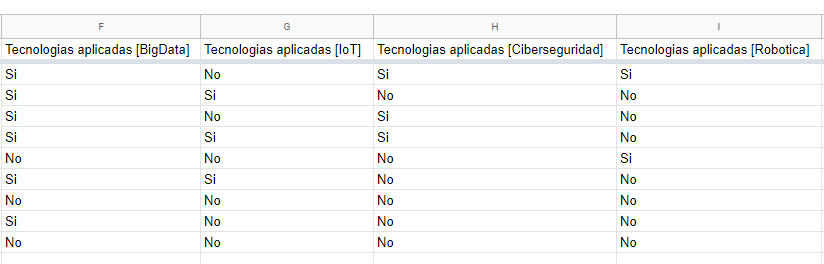 F G H I
Tecnologias aplicadas [BigData] Tecnologias aplicadas [IoT] Tecnologias aplicadas [Ciberseguridad] Tecnologias aplicadas [Robotica]
Si No Si Si
Si Si No No
Si No Si No
Si Si Si No
No No No Si
Si Si No No
No No No No
Si No No No
No No No No